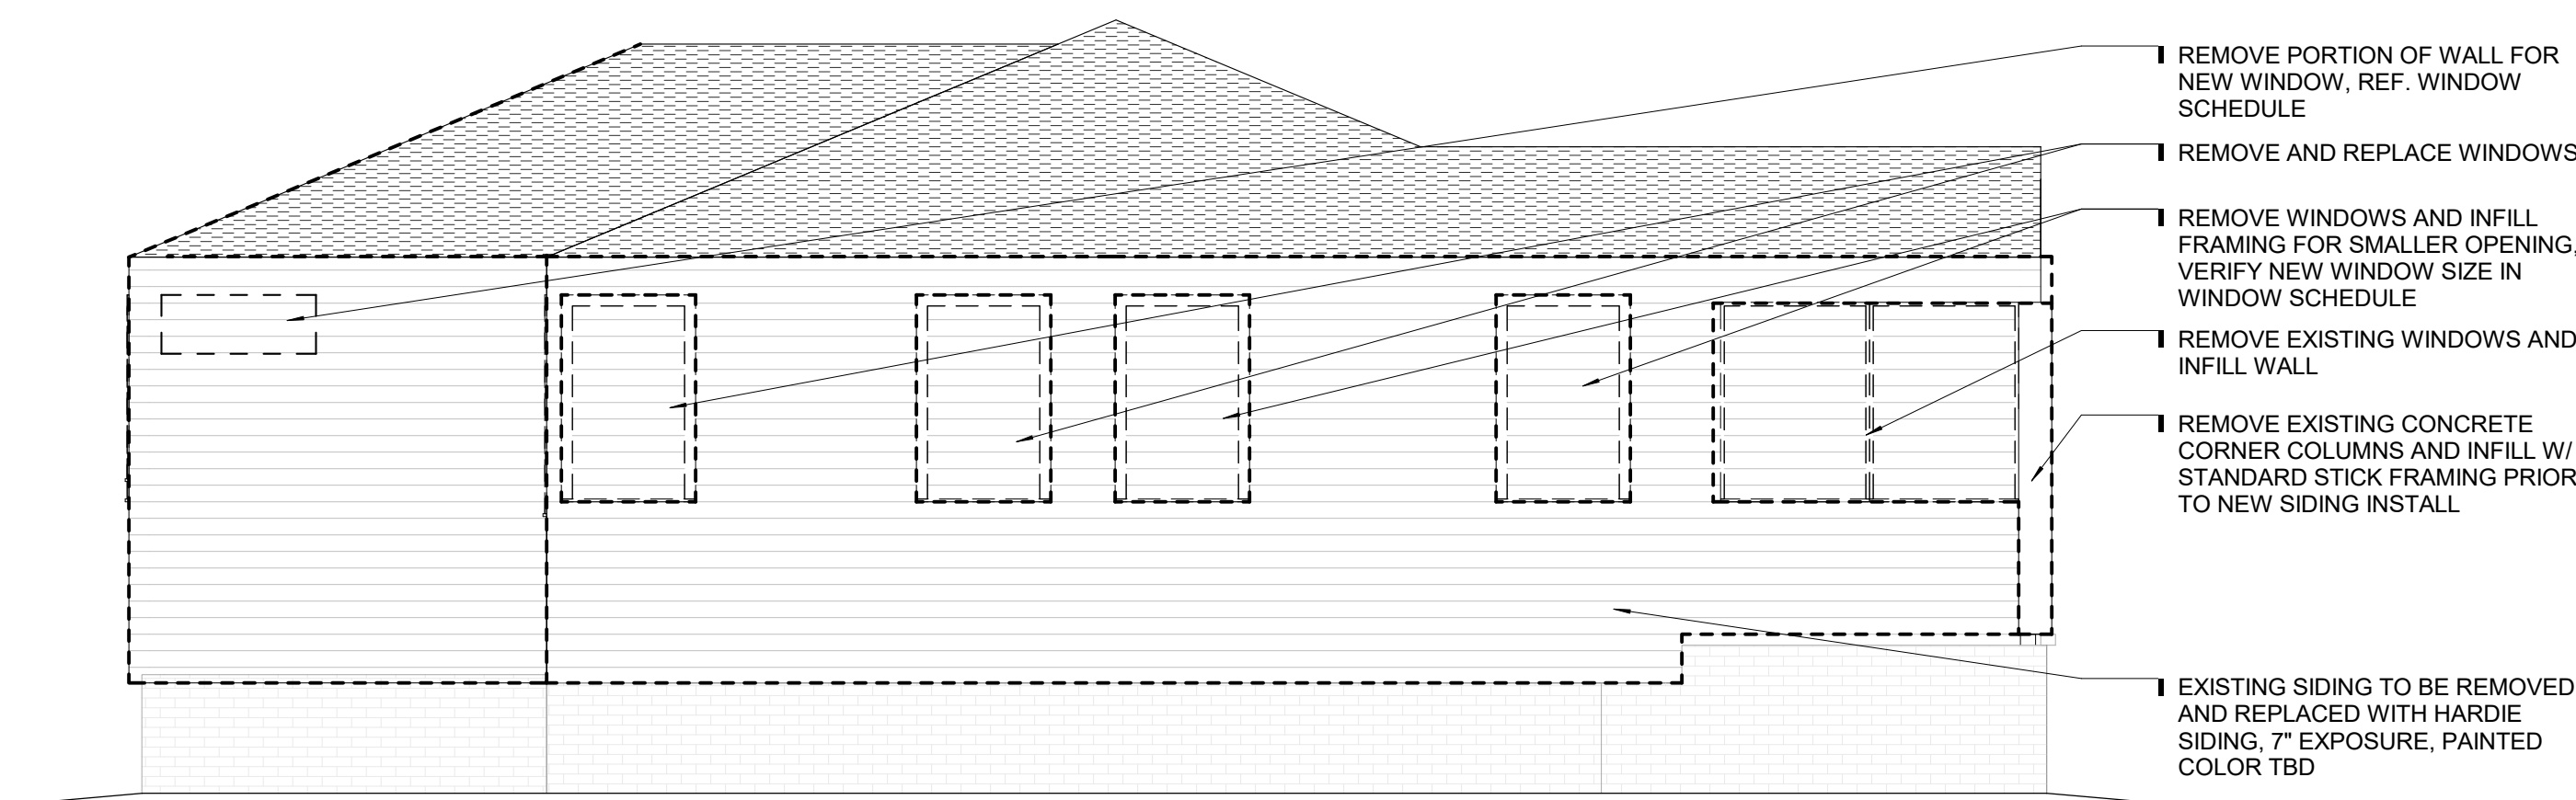 REMOVE PORTION OF WALL FOR
NEW WINDOW, REF. WINDOW
SCHEDULE
REMOVE AND REPLACE WINDOWS
REMOVE WINDOWS AND INFILL
FRAMING FOR SMALLER OPENING,
VERIFY NEW WINDOW SIZE IN
WINDOW SCHEDULE
REMOVE EXISTING WINDOWS AND
INFILL WALL
REMOVE EXISTING CONCRETE
CORNER COLUMNS AND INFILL W/
STANDARD STICK FRAMING PRIOR
TO NEW SIDING INSTALL
EXISTING SIDING TO BE REMOVED
AND REPLACED WITH HARDIE
SIDING, 7" EXPOSURE, PAINTED
COLOR TBD